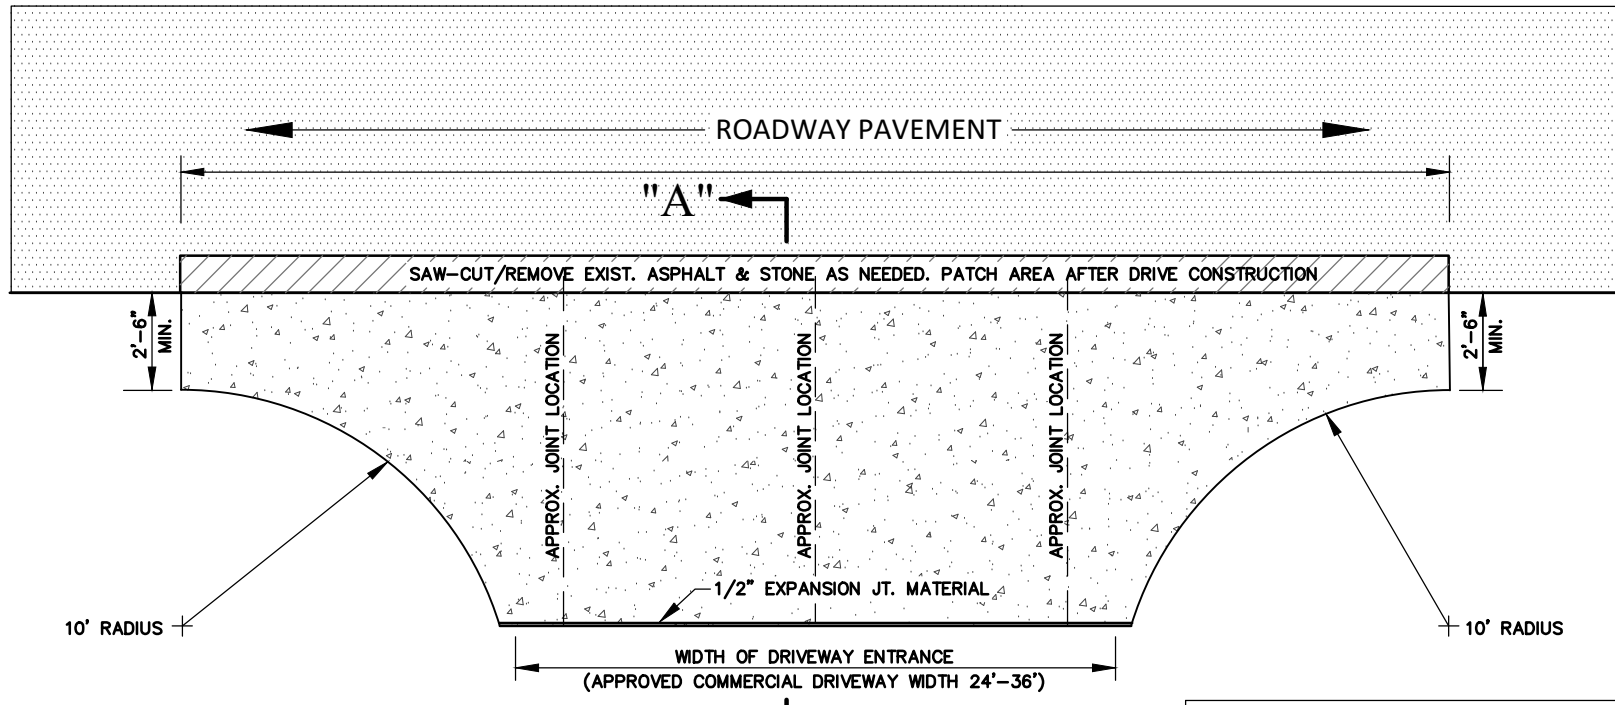 ROADWAY PAVEMENT
"A"
SAW-CUT/REMOVE EXIST. ASPHALT & STONE AS NEEDED. PATCH AREA AFTER DRIVE CONSTRUCTION
2'-6"
MIN.
APPROX. JOINT LOCATION
APPROX. JOINT LOCATION
APPROX. JOINT LOCATION
2'-6"
MIN.
1/2" EXPANSION JT. MATERIAL
10' RADIUS
10' RADIUS
WIDTH OF DRIVEWAY ENTRANCE
(APPROVED COMMERCIAL DRIVEWAY WIDTH 24'-36')